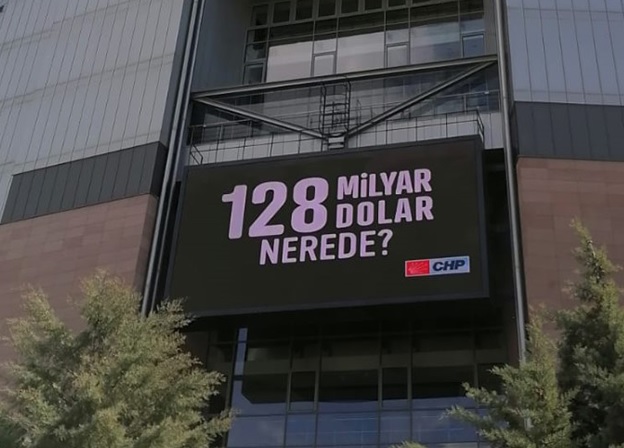 128 MİLYAR
DOLAR
NEREDE?
CHP